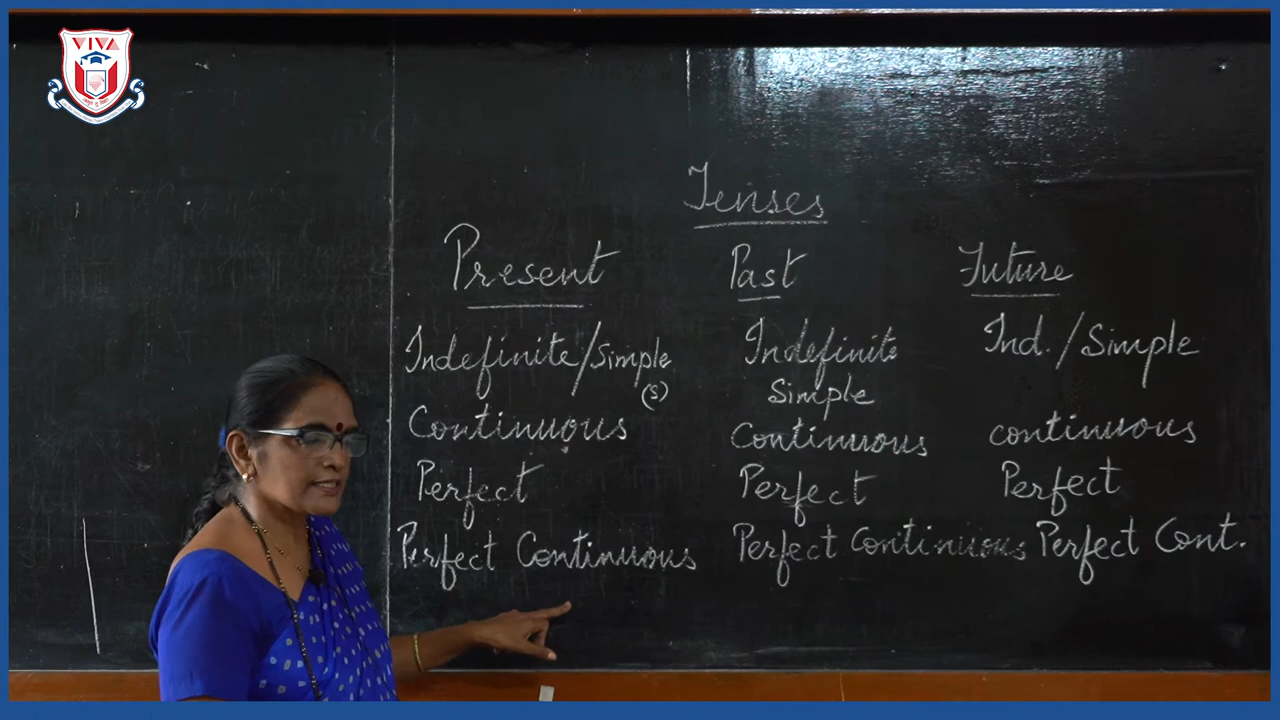 VIVA
Tenses
Present Past Future
Indefinite/Simple Indefinite Ind./Simple
(s) Simple
Continuous Continuous continuous
Perfect Perfect Perfect
Perfect Continuous Perfect Continuous Perfect Cont.